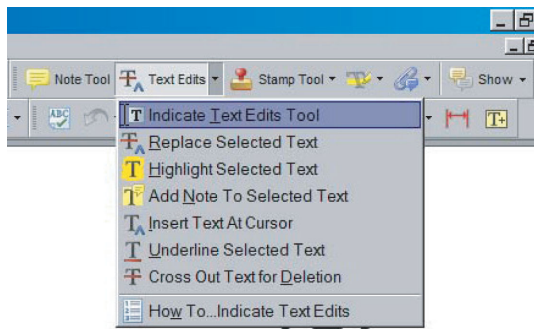 Note Tool Text Edits Stamp Tool Show
ABC T+
Indicate Text Edits Tool
Replace Selected Text
Highlight Selected Text
Add Note To Selected Text
Insert Text At Cursor
Underline Selected Text
Cross Out Text for Deletion
How To...Indicate Text Edits